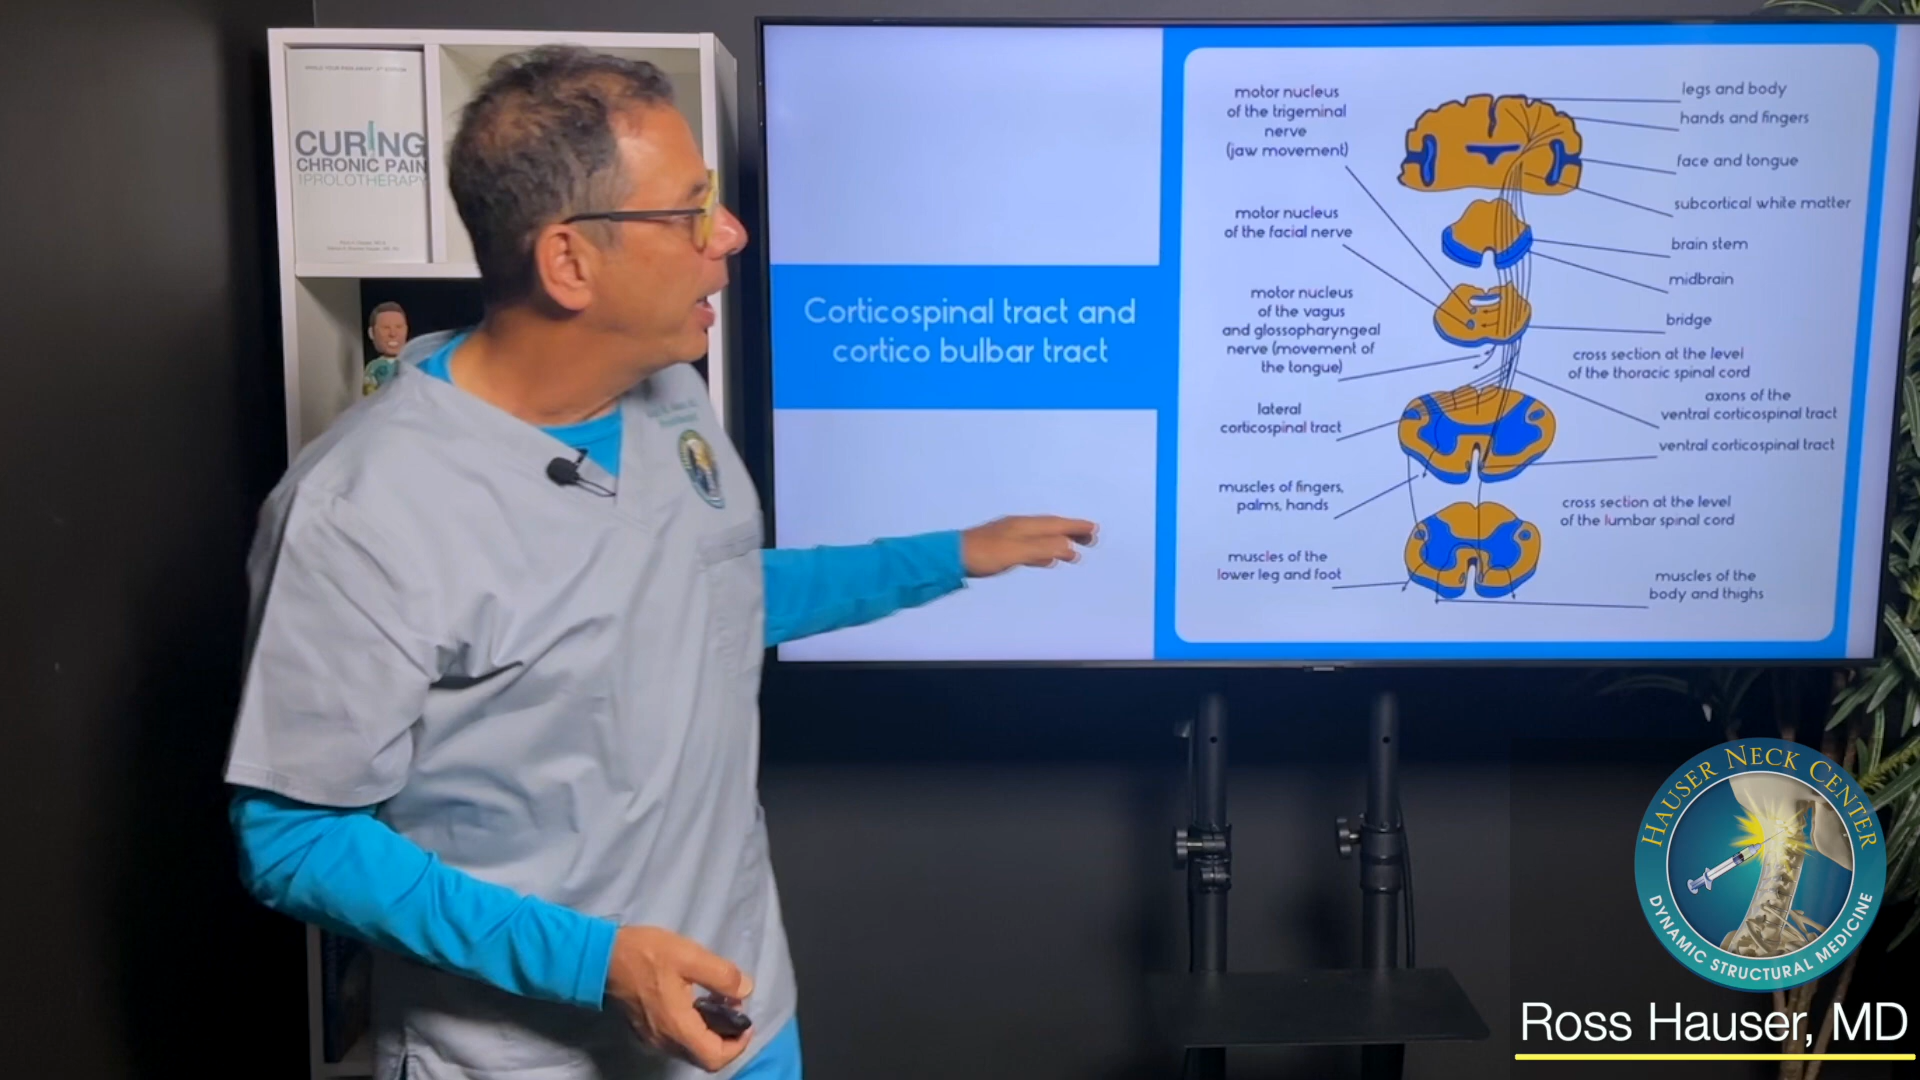 CURING
CHRONIC PAIN
PROLOTHERAPY
Corticospinal tract and
cortico bulbar tract
motor nucleus
of the trigeminal
nerve
(jaw movement)
motor nucleus
of the facial nerve
motor nucleus
of the vagus
and glossopharyngeal
nerve (movement of
the tongue)
lateral
corticospinal tract
muscles of fingers,
palms, hands
muscles of the
lower leg and foot
legs and body
hands and fingers
face and tongue
subcortical white matter
brain stem
midbrain
bridge
cross section at the level
of the thoracic spinal cord
axons of the
ventral corticospinal tract
ventral corticospinal tract
cross section at the level
of the lumbar spinal cord
muscles of the
body and thighs
HAUSER NECK CENTER
DYNAMIC STRUCTURAL MEDICINE
Ross Hauser, MD